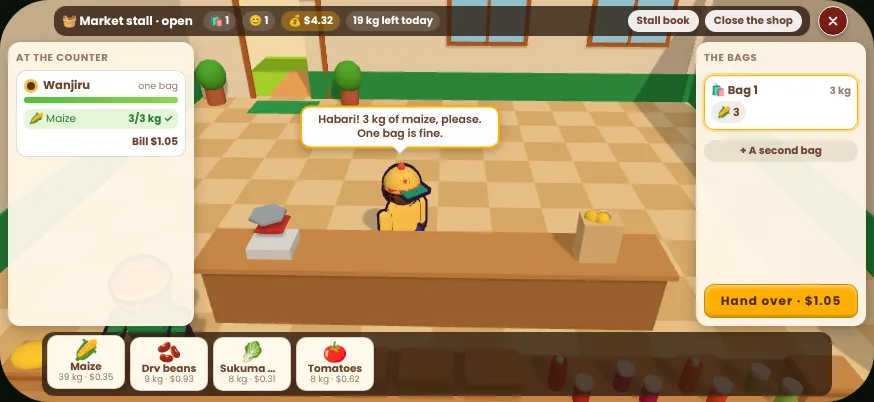 🧺 Market stall · open
🛍️ 1
😊 1
💰 $4.32
19 kg left today
Stall book
Close the shop
✕
AT THE COUNTER
Wanjiru
one bag
🌽 Maize
3/3 kg ✓
Bill $1.05
Habari! 3 kg of maize, please.
One bag is fine.
THE BAGS
🛍️ Bag 1
3 kg
🌽 3
+ A second bag
Hand over · $1.05
Maize
39 kg · $0.35
Dry beans
9 kg · $0.93
Sukuma ...
8 kg · $0.31
Tomatoes
8 kg · $0.62